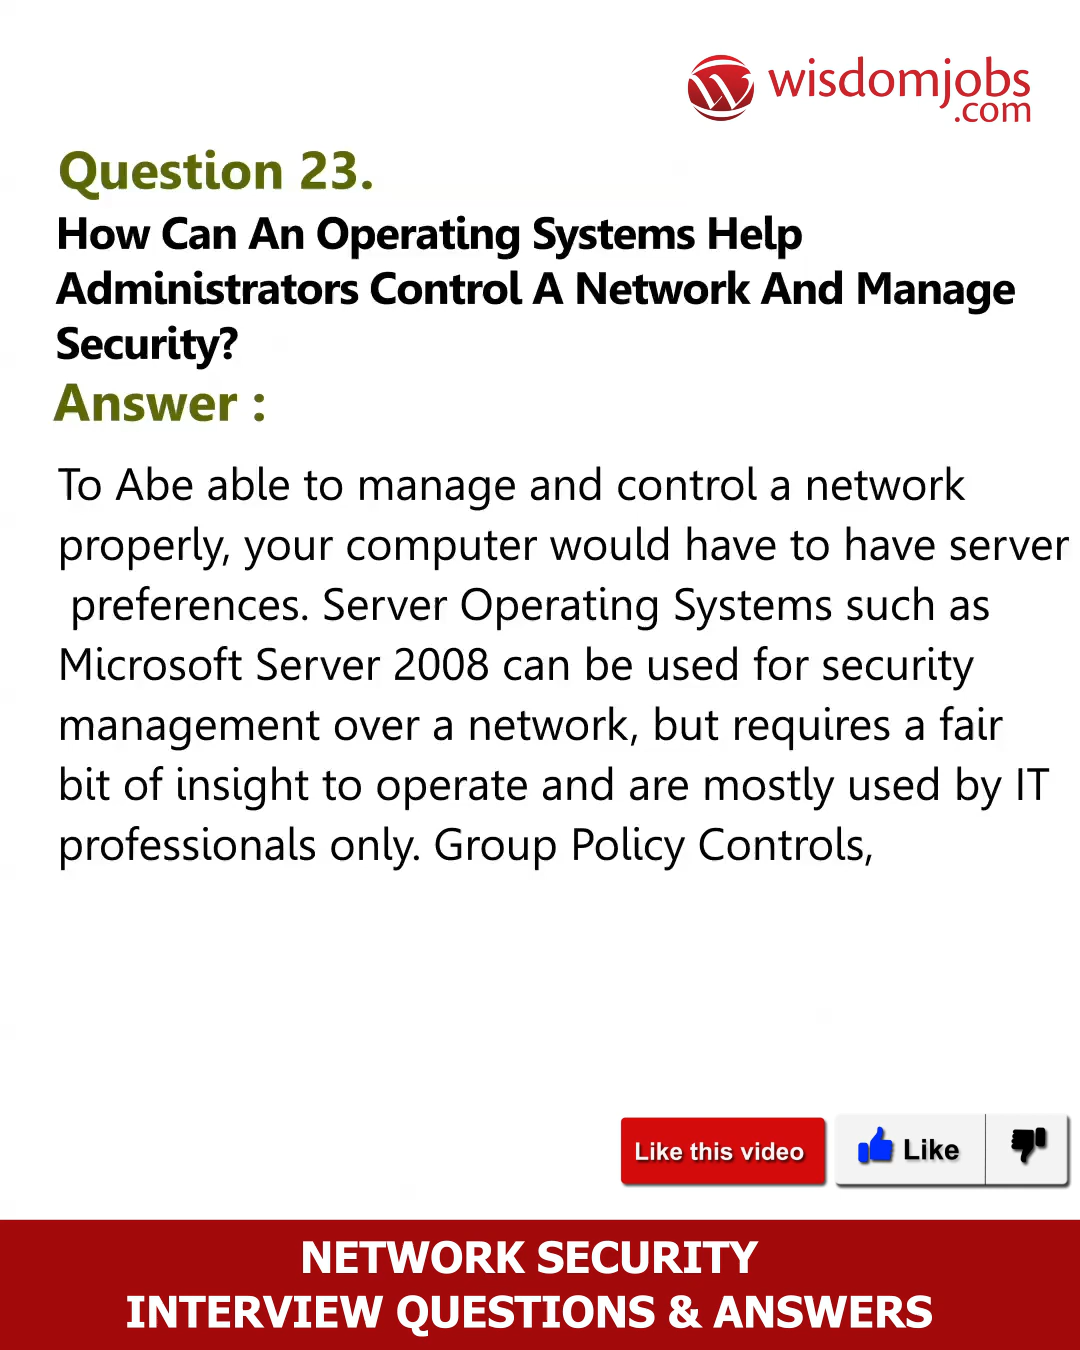 wisdomjobs
.com
Question 23.
How Can An Operating Systems Help
Administrators Control A Network And Manage
Security?
Answer :
To Abe able to manage and control a network
properly, your computer would have to have server
preferences. Server Operating Systems such as
Microsoft Server 2008 can be used for security
management over a network, but requires a fair
bit of insight to operate and are mostly used by IT
professionals only. Group Policy Controls,
Like this video
Like
NETWORK SECURITY
INTERVIEW QUESTIONS & ANSWERS